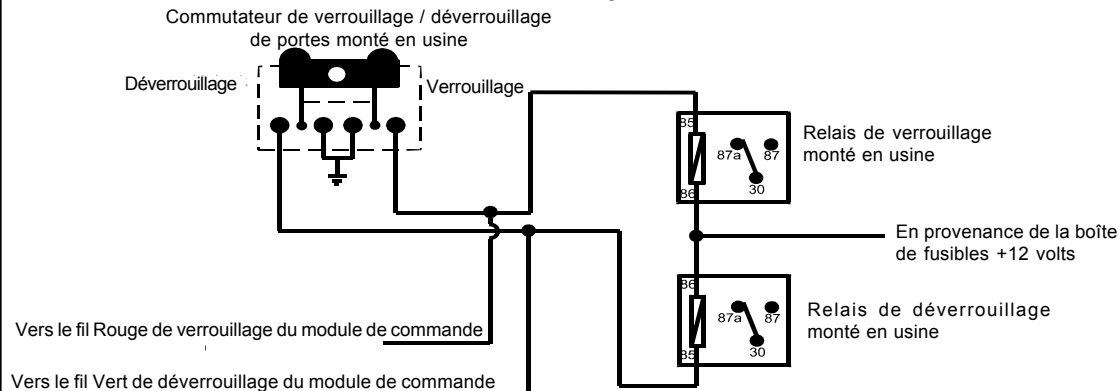 Commutateur de verrouillage / déverrouillage
de portes monté en usine
Déverrouillage
Verrouillage
85
87a
87
30
86
Relais de verrouillage
monté en usine
En provenance de la boîte
de fusibles +12 volts
86
87a
87
30
85
Relais de déverrouillage
monté en usine
Vers le fil Rouge de verrouillage du module de commande
Vers le fil Vert de déverrouillage du module de commande